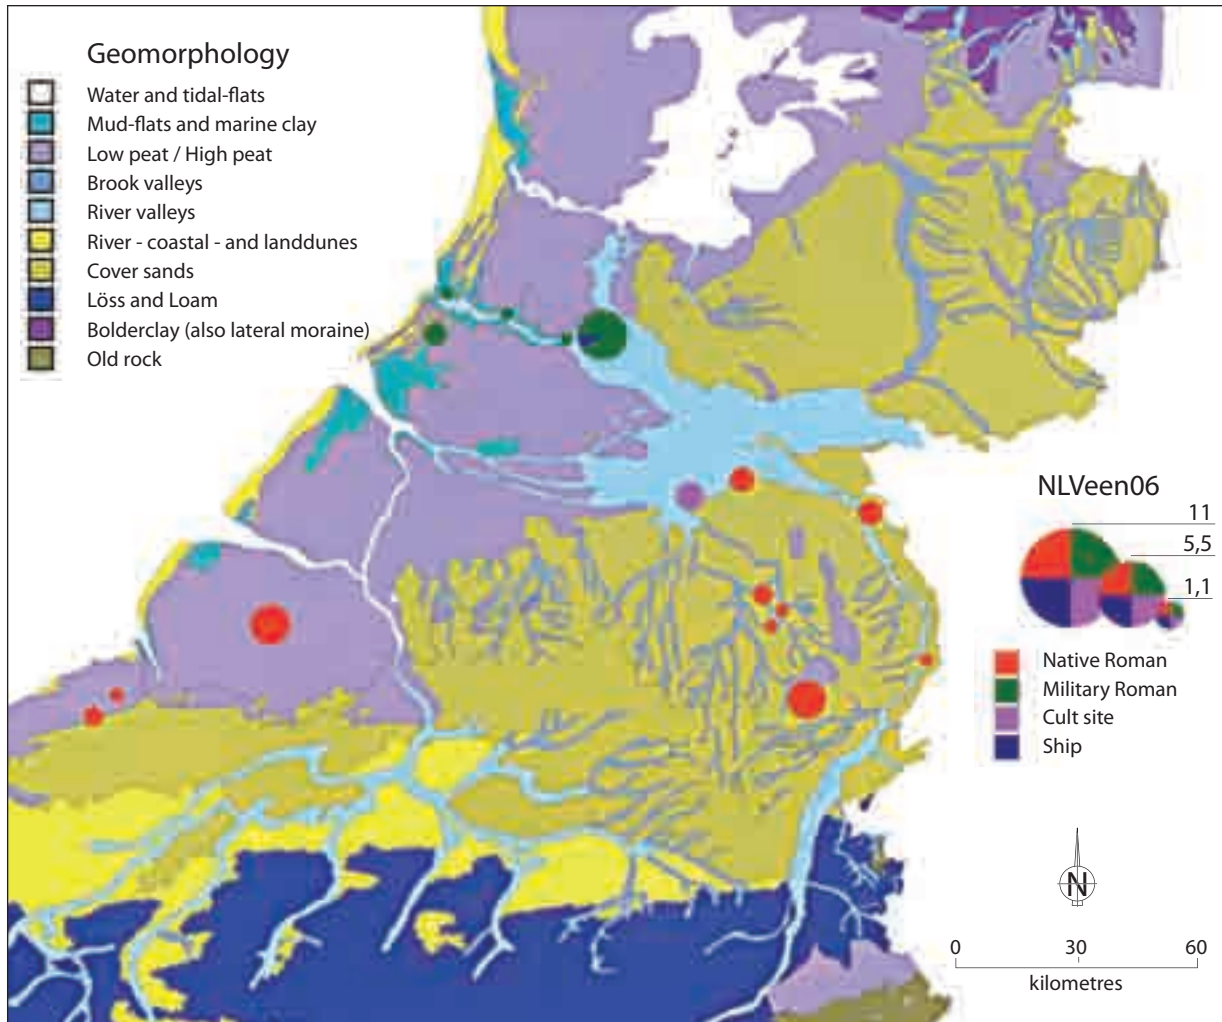 Geomorphology
Water and tidal-flats
Mud-flats and marine clay
Low peat / High peat
Brook valleys
River valleys
River - coastal - and landdunes
Cover sands
Löss and Loam
Bolderclay (also lateral moraine)
Old rock
NLVeen06
11
5,5
1,1
Native Roman
Military Roman
Cult site
Ship
N
0 30 60
kilometres